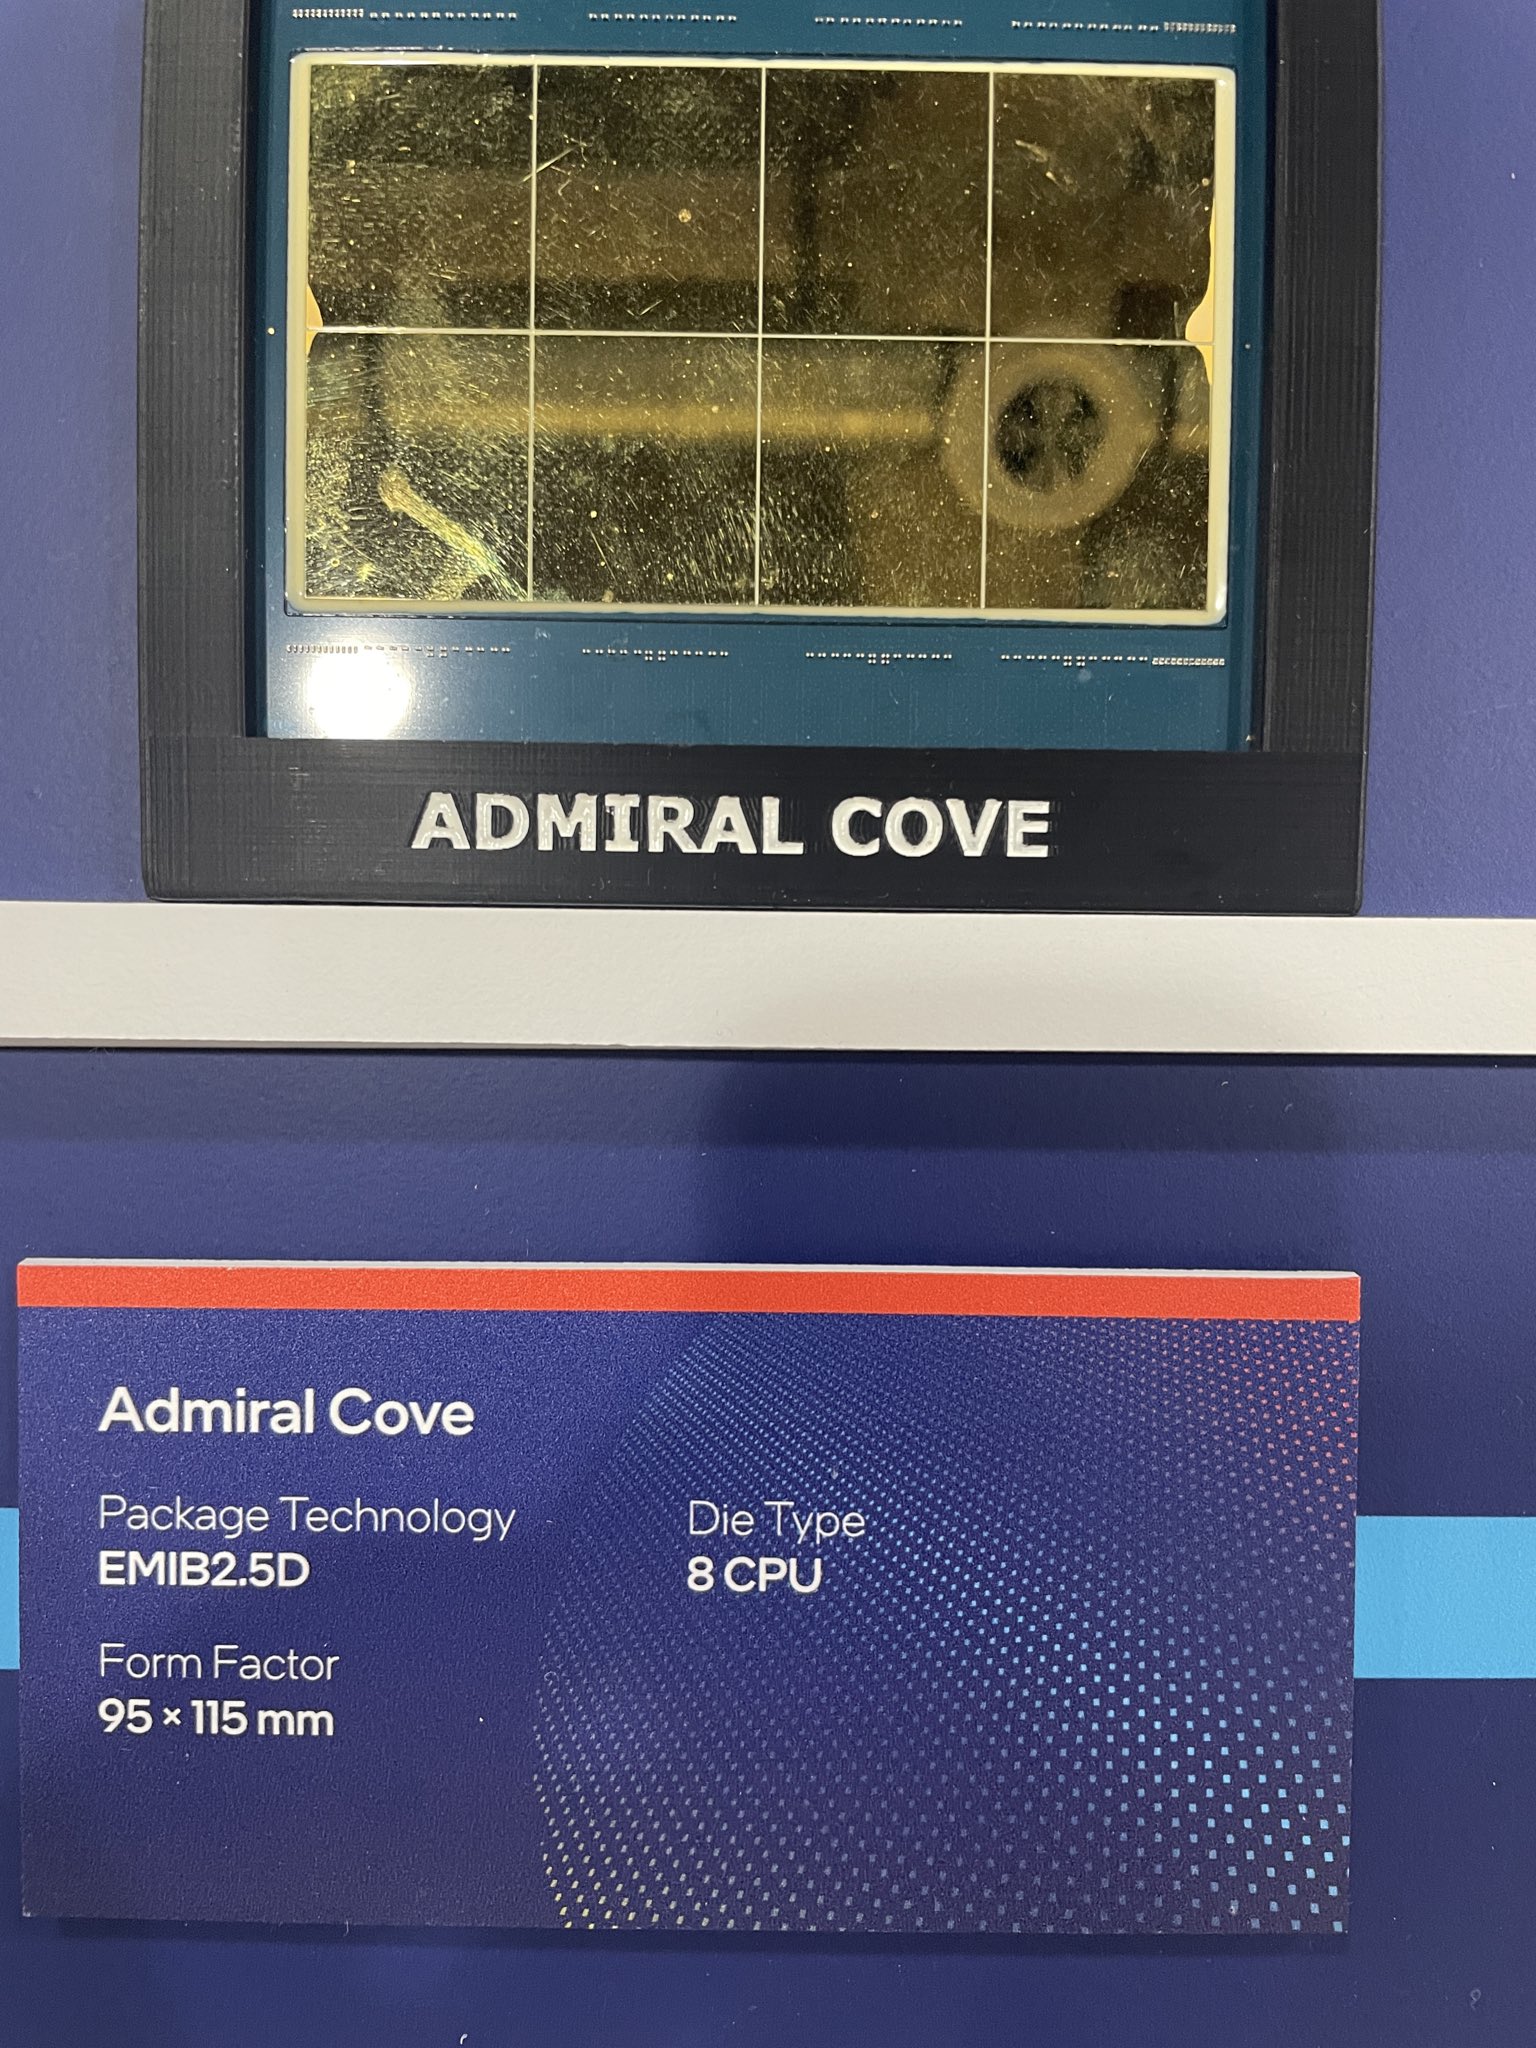 ADMIRAL COVE
Admiral Cove
Package Technology
EMIB2.5D
Die Type
8 CPU
Form Factor
95 × 115 mm